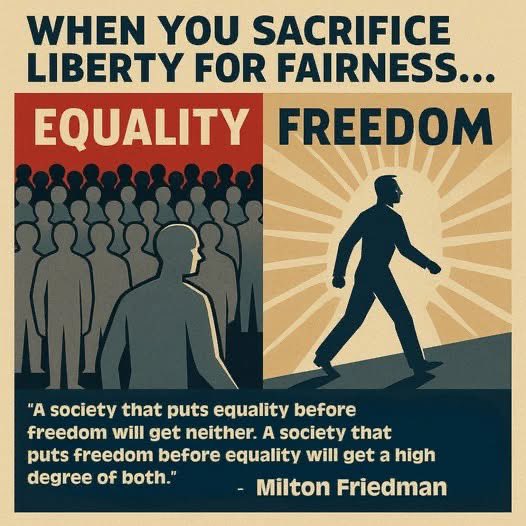 WHEN YOU SACRIFICE
LIBERTY FOR FAIRNESS...
EQUALITY
FREEDOM
"A society that puts equality before
freedom will get neither. A society that
puts freedom before equality will get a high
degree of both."
- Milton Friedman